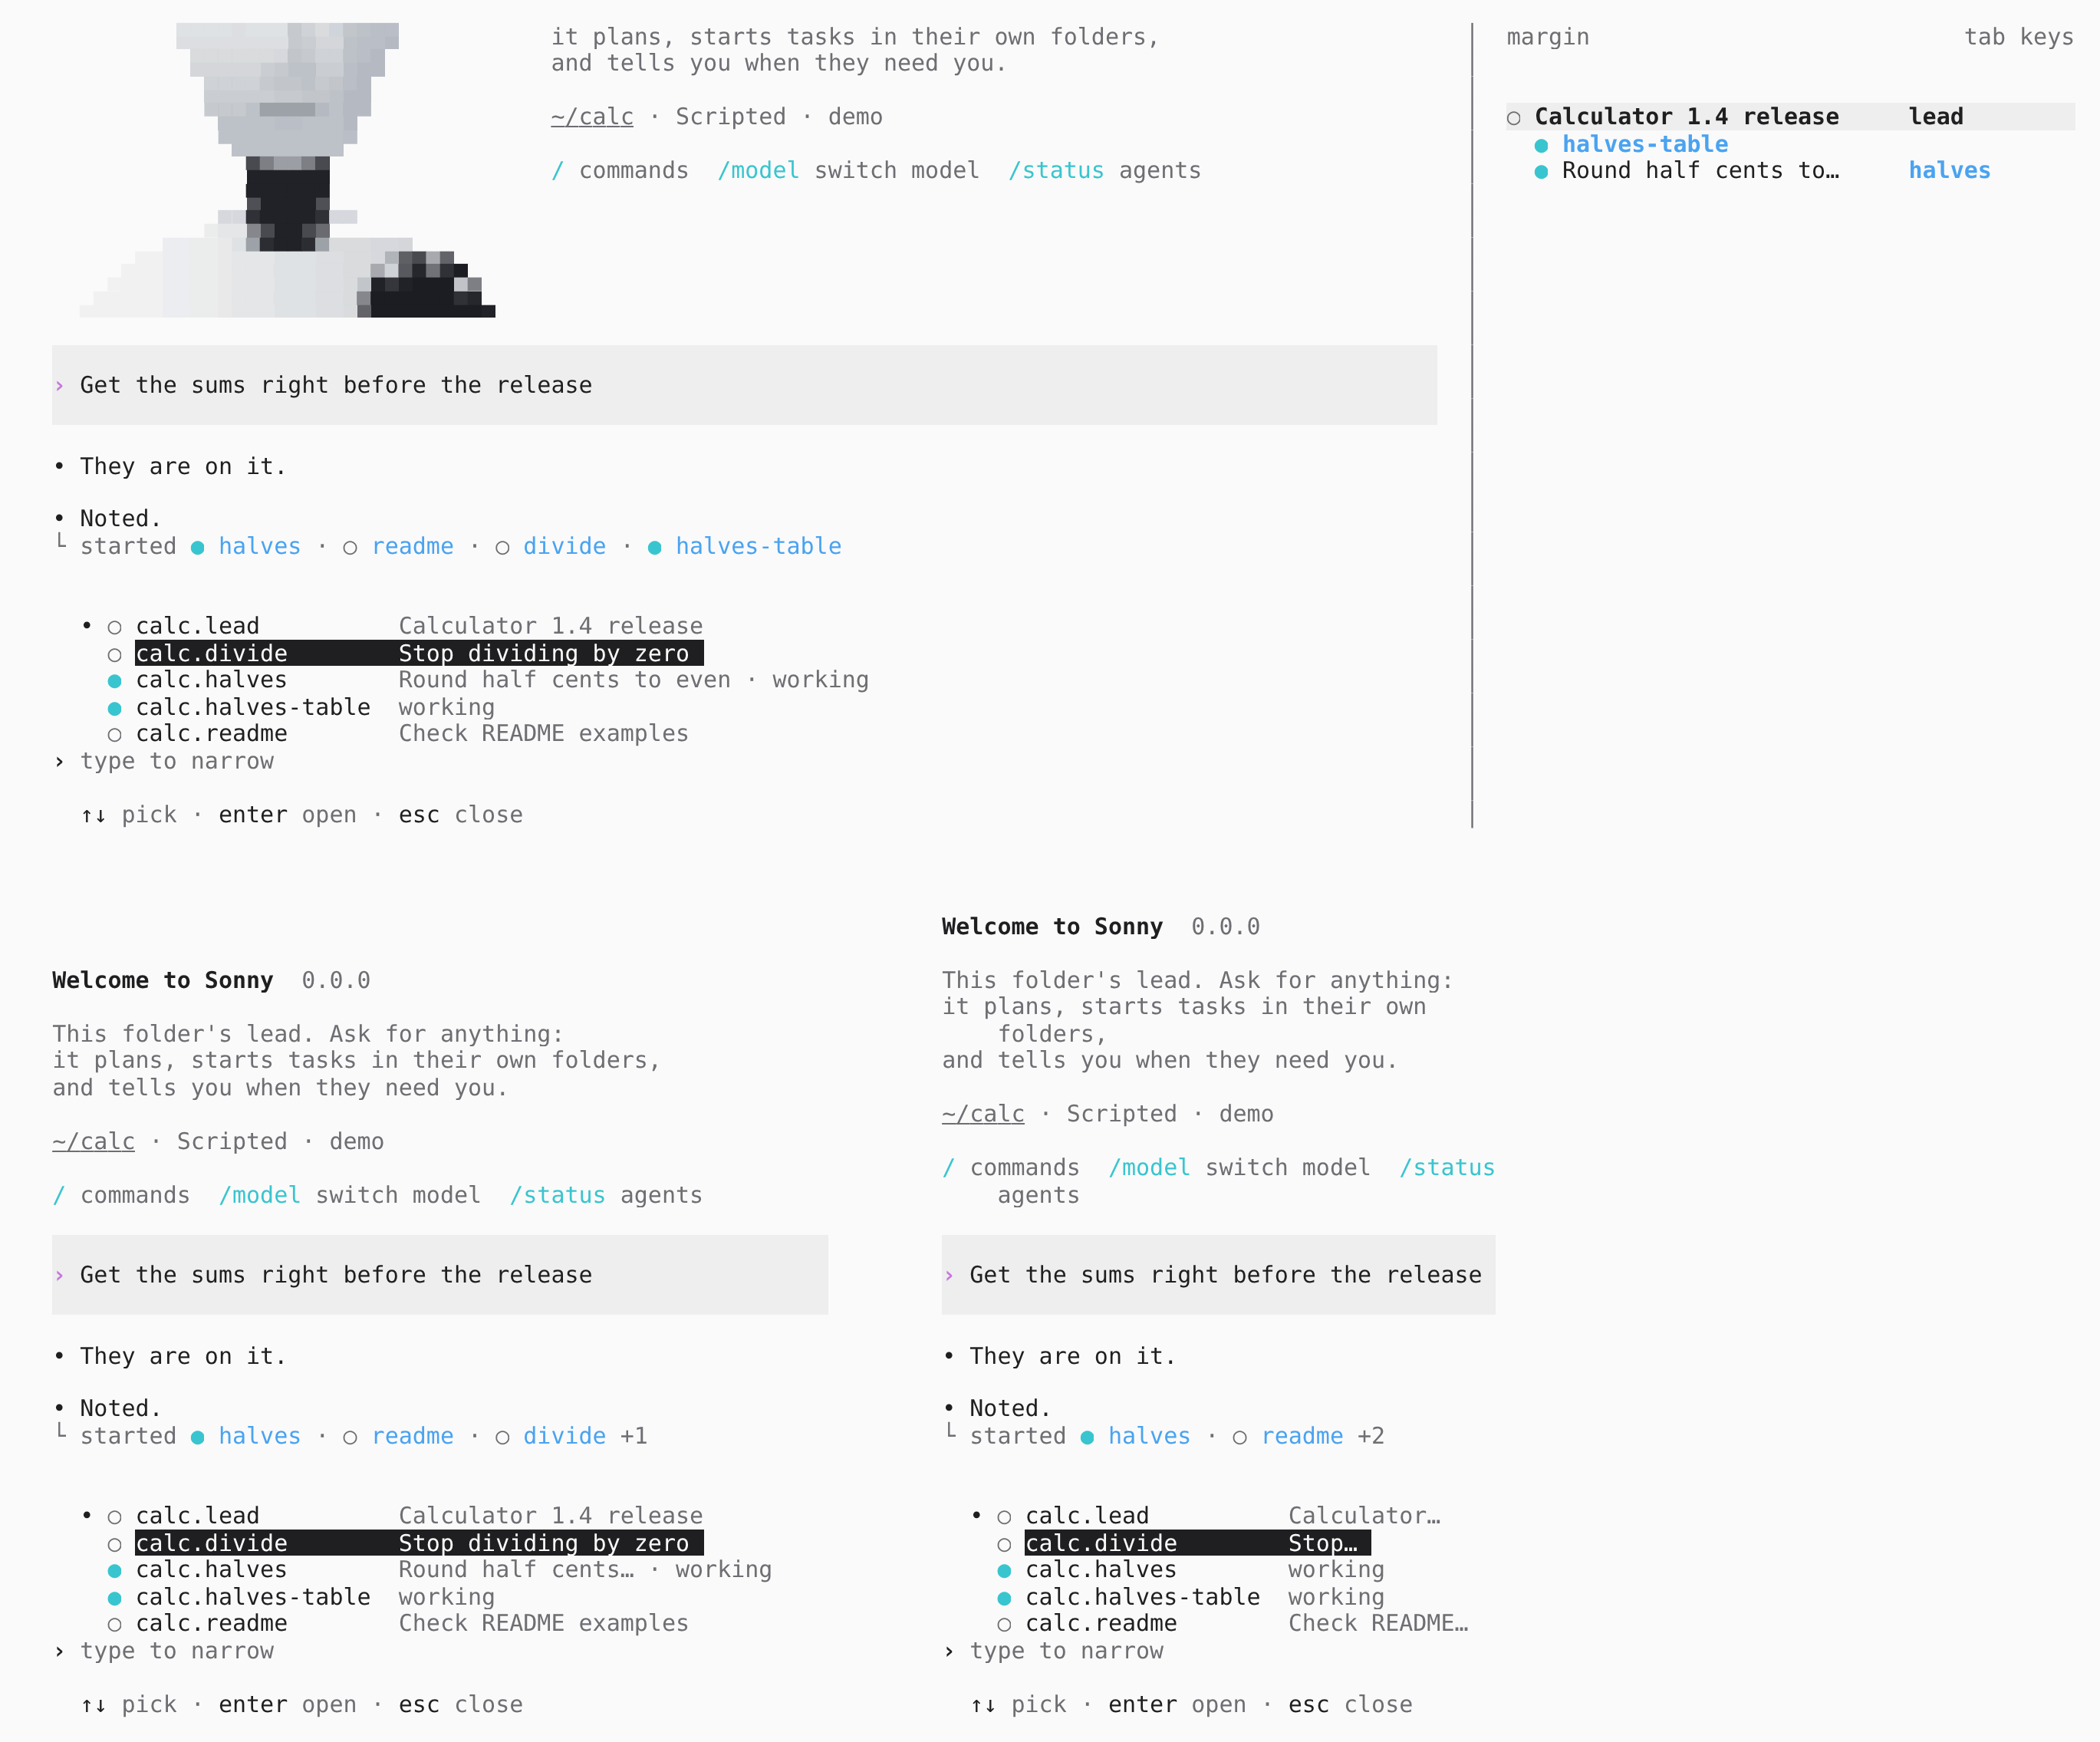 it plans, starts tasks in their own folders,
and tells you when they need you.
~/calc · Scripted · demo
/ commands  /model switch model  /status agents
margin tab keys
○ Calculator 1.4 release lead
● halves-table
● Round half cents to… halves
› Get the sums right before the release
• They are on it.
• Noted.
└ started ● halves · ○ readme · ○ divide · ● halves-table
• ○ calc.lead Calculator 1.4 release
○ calc.divide Stop dividing by zero
● calc.halves Round half cents to even · working
● calc.halves-table working
○ calc.readme Check README examples
› type to narrow
↑↓ pick · enter open · esc close
Welcome to Sonny 0.0.0
This folder's lead. Ask for anything:
it plans, starts tasks in their own folders,
and tells you when they need you.
~/calc · Scripted · demo
/ commands  /model switch model  /status agents
› Get the sums right before the release
• They are on it.
• Noted.
└ started ● halves · ○ readme · ○ divide +1
• ○ calc.lead Calculator 1.4 release
○ calc.divide Stop dividing by zero
● calc.halves Round half cents… · working
● calc.halves-table working
○ calc.readme Check README examples
› type to narrow
↑↓ pick · enter open · esc close
Welcome to Sonny 0.0.0
This folder's lead. Ask for anything:
it plans, starts tasks in their own
folders,
and tells you when they need you.
~/calc · Scripted · demo
/ commands  /model switch model  /status
agents
› Get the sums right before the release
• They are on it.
• Noted.
└ started ● halves · ○ readme +2
• ○ calc.lead Calculator…
○ calc.divide Stop…
● calc.halves working
● calc.halves-table working
○ calc.readme Check README…
› type to narrow
↑↓ pick · enter open · esc close